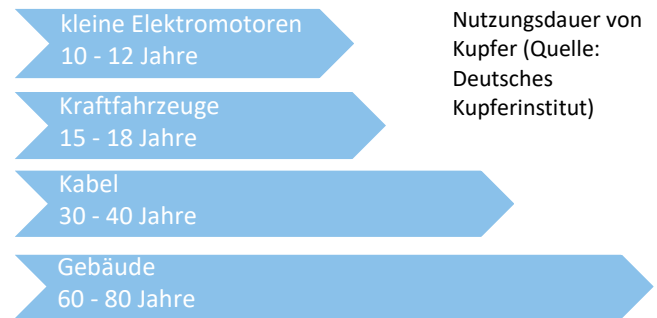 kleine Elektromotoren
10 - 12 Jahre
Nutzungsdauer von
Kupfer (Quelle:
Deutsches
Kupferinstitut)
Kraftfahrzeuge
15 - 18 Jahre
Kabel
30 - 40 Jahre
Gebäude
60 - 80 Jahre